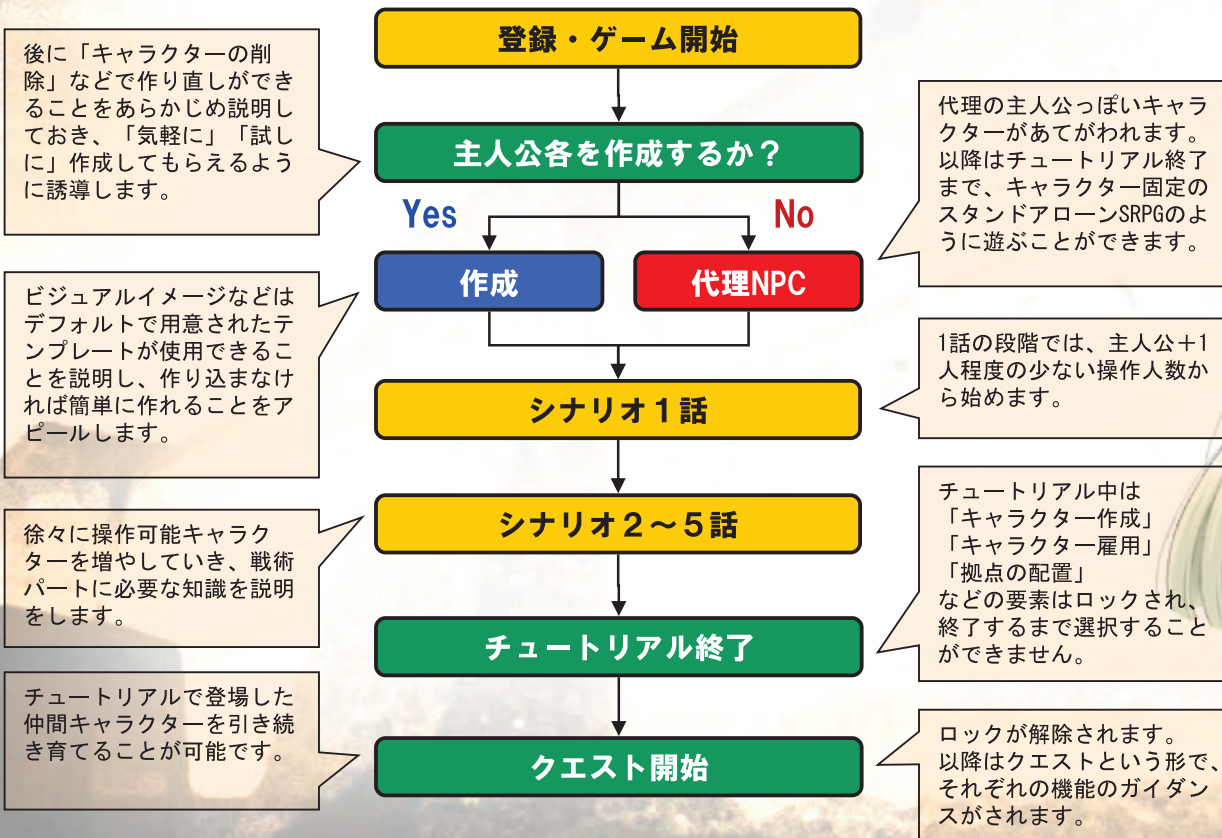 登録・ゲーム開始
後に「キャラクターの削
除」などで作り直しができ
ることをあらかじめ説明し
ておき、「気軽に」「試し
に」作成してもらえるよう
に誘導します。
主人公各を作成するか？
代理の主人公っぽいキャラ
クターがあてがわれます。
以降はチュートリアル終了
まで、キャラクター固定の
スタンドアローンSRPGのよ
うに遊ぶことができます。
Yes
No
作成
代理NPC
ビジュアルイメージなどは
デフォルトで用意されたテ
ンプレートが使用できるこ
とを説明し、作り込まなけ
れば簡単に作れることをア
ピールします。
1話の段階では、主人公＋1
人程度の少ない操作人数か
ら始めます。
シナリオ１話
シナリオ２～５話
徐々に操作可能キャラク
ターを増やしていき、戦術
パートに必要な知識を説明
をします。
チュートリアル中は
「キャラクター作成」
「キャラクター雇用」
「拠点の配置」
などの要素はロックされ、
終了するまで選択すること
ができません。
チュートリアル終了
チュートリアルで登場した
仲間キャラクターを引き続
き育てることが可能です。
クエスト開始
ロックが解除されます。
以降はクエストという形で、
それぞれの機能のガイダン
スがされます。